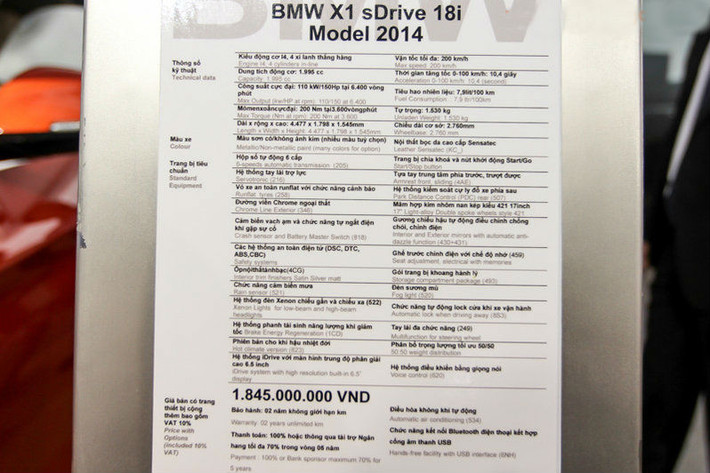 BMW
BMW X1 sDrive 18i
Model 2014
Thông số
kỹ thuật
Technical data
Kiểu động cơ I4, 4 xi lanh thẳng hàng
Engine I4, 4 cylinders in-line
Dung tích động cơ: 1.995 cc
Capacity: 1.995 cc
Công suất cực đại: 110 kW/150Hp tại 6.400 vòng
phút
Max Output (kw/HP at rpm): 110/150 at 6.400
Mômenxoắncựcđại: 200 Nm tại3.600vòngphút
Max Torque (Nm at rpm): 200 Nm at 3.600
Dài x rộng x cao: 4.477 x 1.798 x 1.545mm
Length x Width x Height: 4.477 x 1.798 x 1.545mm
Vận tốc tối đa: 200 km/h
Max speed: 200 km/h
Thời gian tăng tốc 0-100 km/h: 10,4 giây
Acceleration 0-100 km/h: 10,4 (second)
Tiêu hao nhiên liệu: 7,9lit/100 km
Fuel Consumption: 7,9 lit/100km
Tự trọng: 1.530 kg
Unladen Weight: 1.530 kg
Chiều dài cơ sở: 2.760mm
Wheelbase: 2.760 mm
Màu xe
Colour
Màu sơn có/không ánh kim (nhiều màu tuỳ chọn)
Metallic/Non-metallic paint (many colors for option)
Nội thất bọc da cao cấp Sensatec
Leather Sensatec (KC_)
Trang bị tiêu
chuẩn
Standard
Equipment
Hộp số tự động 6 cấp
6-speeds automatic transmission (205)
Hệ thống tay lái trợ lực
Servotronic (216)
Vỏ xe an toàn runflat với chức năng cảnh báo
Runflat tyres (258)
Đường viền Chrome ngoại thất
Chrome Line Exterior (346)
Cảm biến vach ạm và chức năng tự ngắt điện
khi gặp sự cố
Crash sensor and Battery Master Switch (818)
Các hệ thống an toàn điện tử (DSC, DTC,
ABS,CBC)
Safety systems
Ốpnộithấtánhbạc(4CG)
Interior trim finishers Satin Silver matt
Chức năng cảm biến mưa
Rain sensor (521)
Hệ thống đèn Xenon chiếu gần và chiếu xa (522)
Xenon Lights for low-beam and high-beam
headlights
Hệ thống phanh tái sinh năng lượng khi giảm
tốc Brake Energy Regeneration (1CD)
Phiên bản cho khí hậu nhiệt đới
Hot climate version (823)
Hệ thống iDrive với màn hình trung độ phân giải
cao 6.5 inch
iDrive system with high resolution built-in 6.5"
display
Trang bị chìa khoá và nút khởi động Start/Go
Start/Stop button
Tựa tay trung tâm phía trước, trượt được
Armrest front, sliding (4AE)
Hệ thống kiểm soát cự ly đỗ xe phía sau
Park Distance Control (PDC) rear (507)
Mâm hợp kim nhôm nan kép kiểu 421 17inch
17" Light-alloy Double spoke wheels style 421
Gương chiếu hậu tự động điều chỉnh chống
chói, chỉnh điện
Interior and Exterior mirrors with automatic anti-
dazzle function (430+431)
Ghế trước chỉnh điện với chế độ nhớ (459)
Seat adjustment, electrical with memories
Gói trang bị khoang hành lý
Storage compartment package (493)
Đèn sương mù
Fog light (520)
Chức năng tự động lock cửa khi xe vận hành
Automatic lock when driving away (8S3)
Tay lái đa chức năng (249)
Multifunction for steering wheel
Phân bổ trọng lượng tối ưu 50/50
50:50 weight distribution
Hệ thống điều khiển bằng giọng nói
Voice control (620)
Giá bán có trang
thiết bị cộng
thêm bao gồm
VAT 10%
Price with
Options
(included 10%
VAT)
1.845.000.000 VND
Bảo hành: 02 năm không giới hạn km
Warranty: 02 years unlimited km
Thanh toán: 100% hoặc thông qua tài trợ Ngân
hang tối đa 70% trong vòng 05 năm
Payment : 100% or Bank sponsor maximum 70% for
5 years
Điều hòa không khí tự động
Automatic air conditioning (534)
Chức năng kết nối Bluetooth điện thoại kết hợp
cổng âm thanh USB
Hands-free facility with USB interface (6NH)